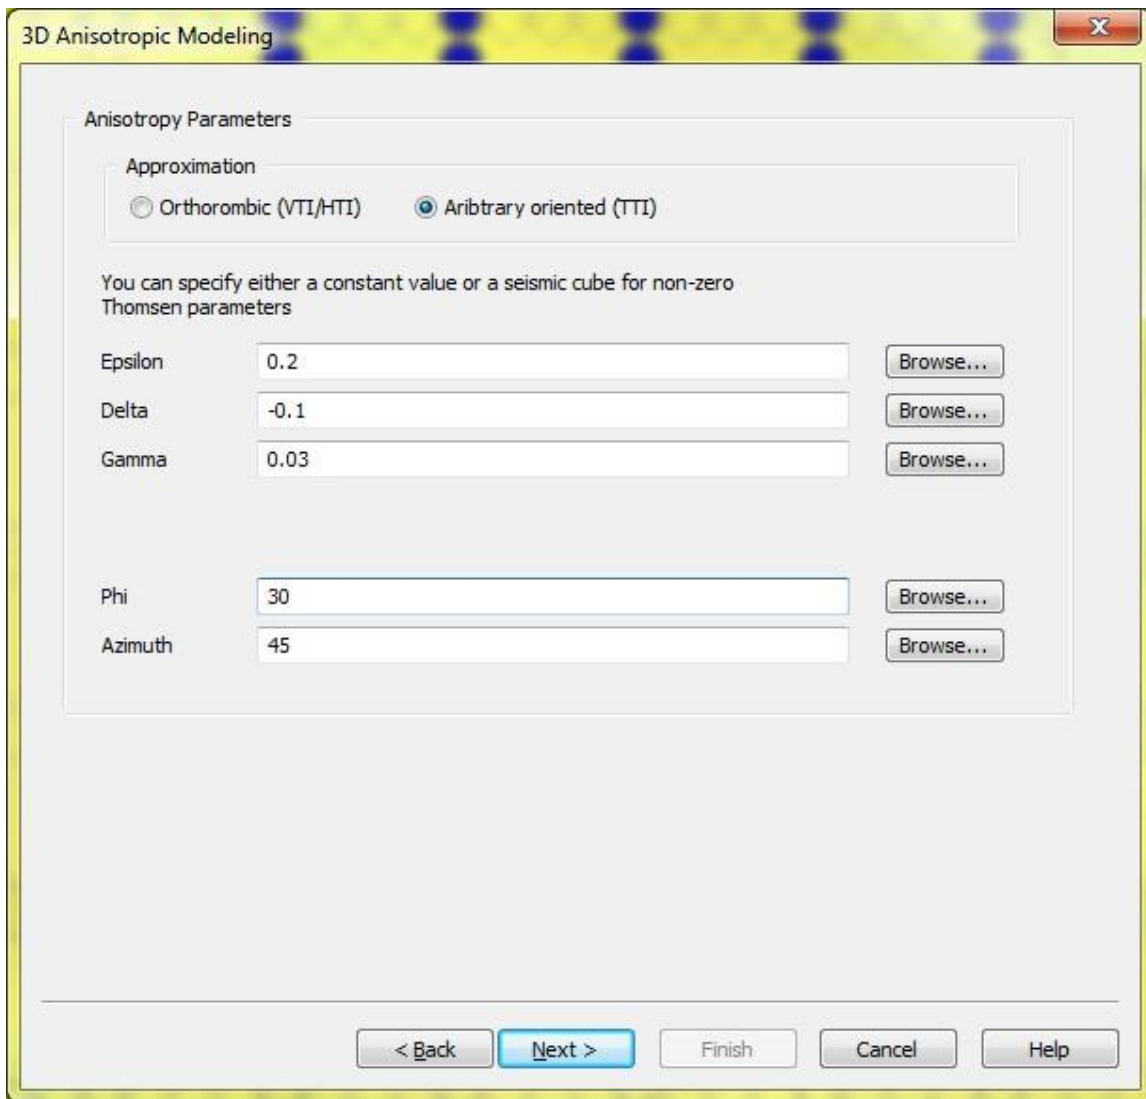 3D Anisotropic Modeling
x
Anisotropy Parameters
Approximation
Orthorombic (VTI/HTI) Aribtrary oriented (TTI)
You can specify either a constant value or a seismic cube for non-zero
Thomsen parameters
Epsilon 0.2 Browse...
Delta -0.1 Browse...
Gamma 0.03 Browse...
Phi 30 Browse...
Azimuth 45 Browse...
< Back Next > Finish Cancel Help